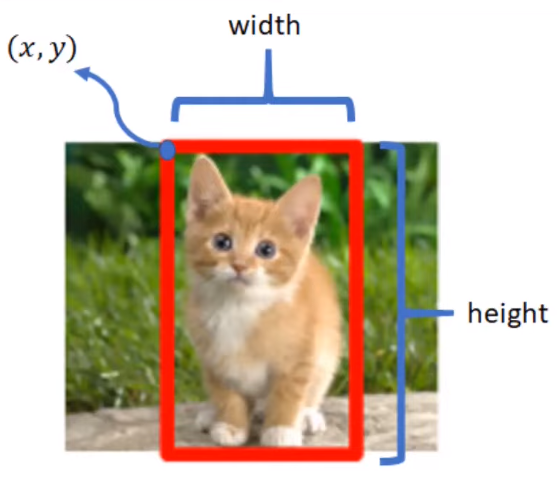 width
(x, y)
height